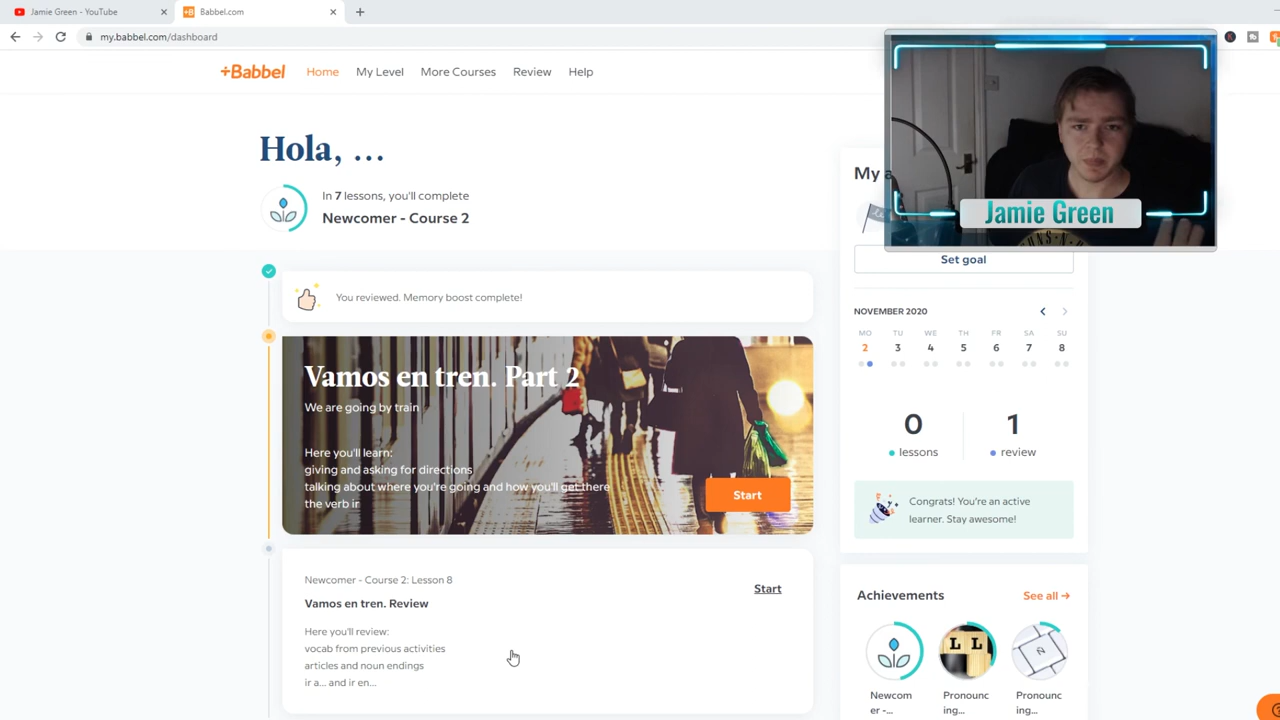 Jamie Green - YouTube
Babbel.com
my.babbel.com/dashboard
+Babbel
Home
My Level
More Courses
Review
Help
Jamie Green
Hola, ...
In 7 lessons, you'll complete
Newcomer - Course 2
You reviewed. Memory boost complete!
Vamos en tren. Part 2
We are going by train
Here you'll learn:
giving and asking for directions
talking about where you're going and how you'll get there
the verb ir
Start
Newcomer - Course 2: Lesson 8
Start
Vamos en tren. Review
Here you'll review:
vocab from previous activities
articles and noun endings
ir a... and ir en...
My
Set goal
NOVEMBER 2020
MO TU WE TH FR SA SU
2 3 4 5 6 7 8
0 1
lessons review
Congrats! You're an active
learner. Stay awesome!
Achievements
See all →
L L
Ñ
Newcom Pronounc Pronounc
er -... ing... ing...